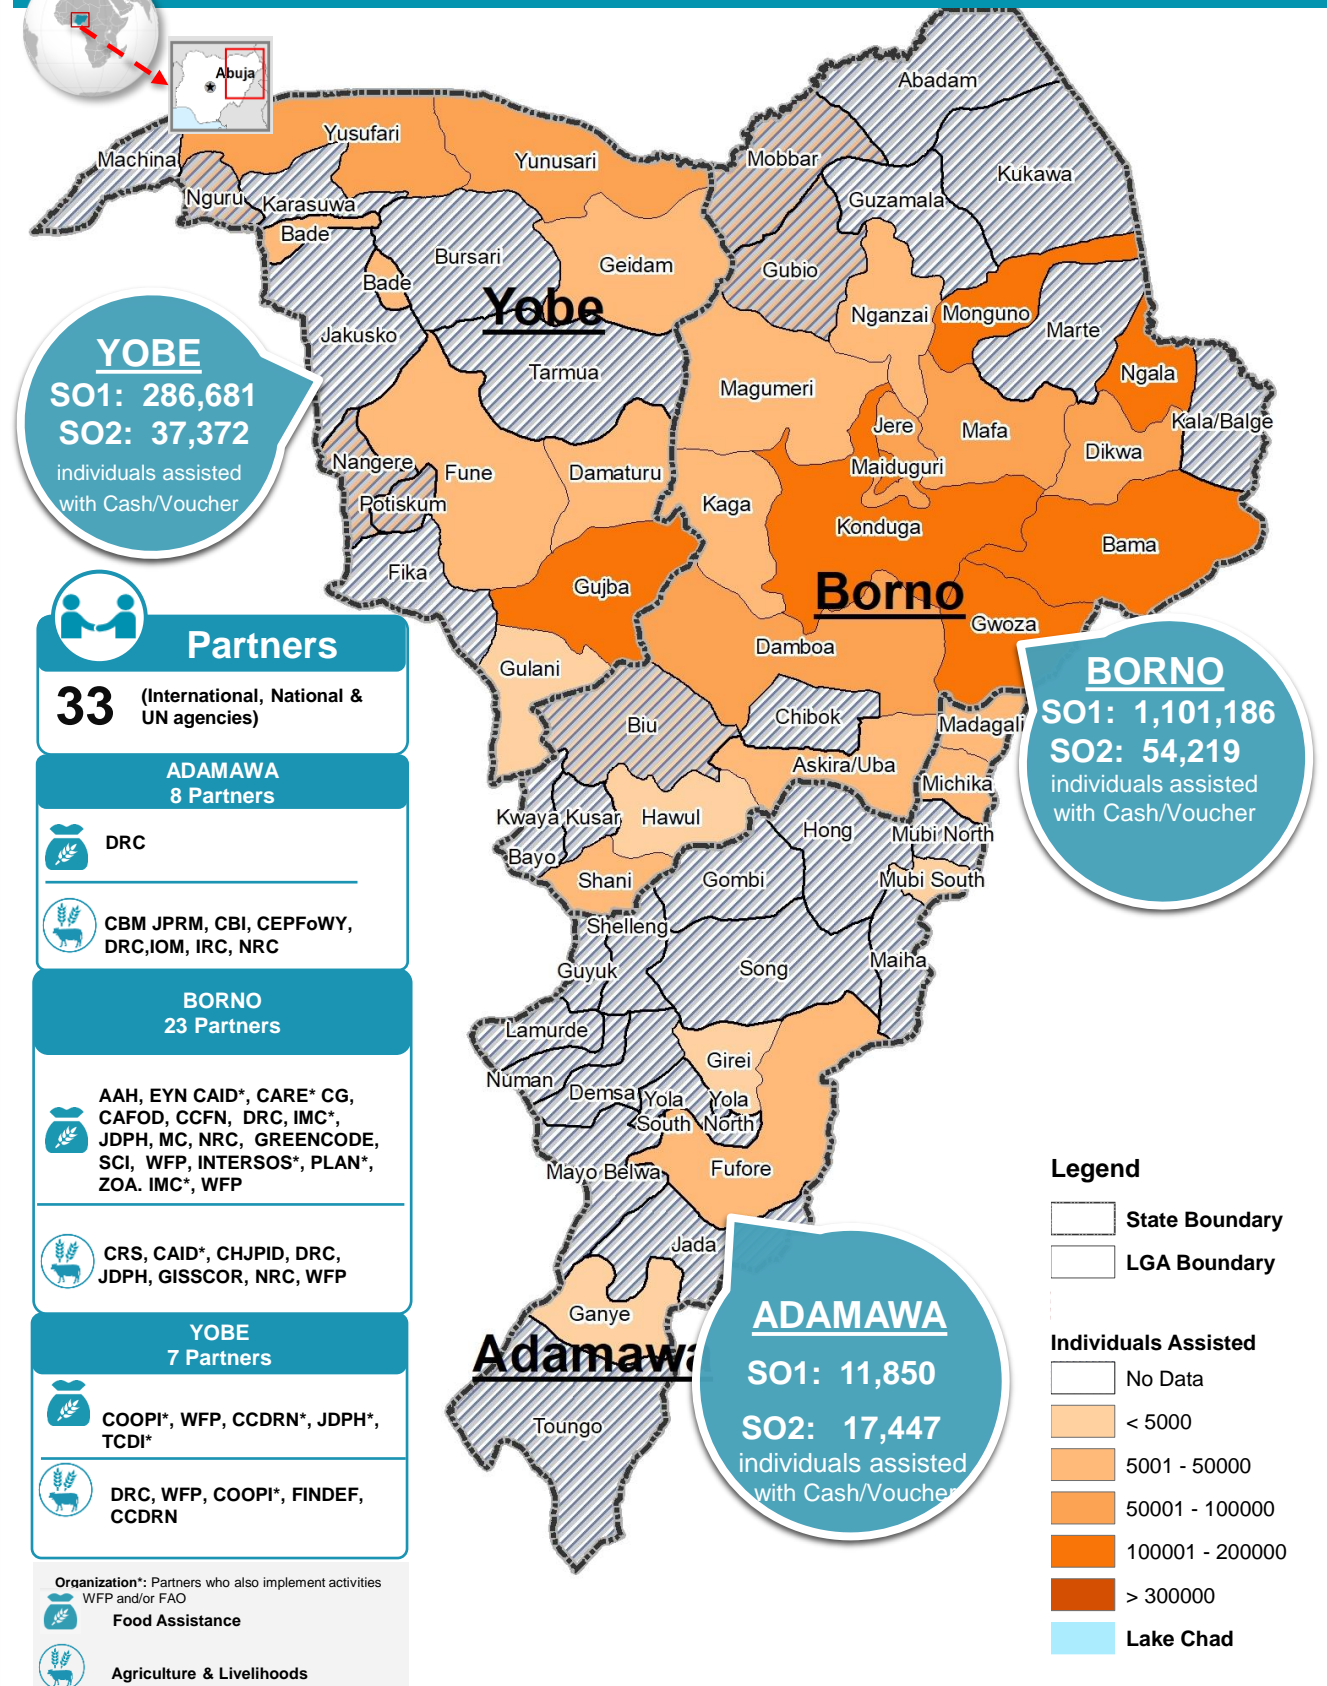 Abuja
Abadam
Yusufari
Machina
Yunusari
Mobbar
Kukawa
Nguru
Karasuwa
Guzamala
Bade
Bursari
Geidam
Gubio
Bade
Yobe
Nganzai
Monguno
Jakusko
Marte
YOBE
SO1: 286,681
SO2: 37,372
individuals assisted
with Cash/Voucher
Tarmua
Magumeri
Ngala
Jere
Mafa
Kala/Balge
Dikwa
Nangere
Fune
Damaturu
Maiduguri
Potiskum
Kaga
Konduga
Bama
Fika
Gujba
Borno
Gwoza
Damboa
Gulani
Biu
Chibok
Madagali
Askira/Uba
Michika
BORNO
SO1: 1,101,186
SO2: 54,219
individuals assisted
with Cash/Voucher
Kwaya Kusar
Hawul
Hong
Mubi North
Bayo
Shani
Gombi
Mubi South
Shelleng
Guyuk
Song
Maiha
Lamurde
Girei
Numan
Demsa
Yola
South
Yola
North
Mayo Belwa
Fufore
Jada
Ganye
Adamawa
Toungo
ADAMAWA
SO1: 11,850
SO2: 17,447
individuals assisted
with Cash/Voucher
Partners
33
(International, National &
UN agencies)
ADAMAWA
8 Partners
DRC
CBM JPRM, CBI, CEPFoWY,
DRC,IOM, IRC, NRC
BORNO
23 Partners
AAH, EYN CAID*, CARE* CG,
CAFOD, CCFN, DRC, IMC*,
JDPH, MC, NRC, GREENCODE,
SCI, WFP, INTERSOS*, PLAN*,
ZOA. IMC*, WFP
CRS, CAID*, CHJPID, DRC,
JDPH, GISSCOR, NRC, WFP
YOBE
7 Partners
COOPI*, WFP, CCDRN*, JDPH*,
TCDI*
DRC, WFP, COOPI*, FINDEF,
CCDRN
Organization*: Partners who also implement activities
WFP and/or FAO
Food Assistance
Agriculture & Livelihoods
Legend
State Boundary
LGA Boundary
Individuals Assisted
No Data
< 5000
5001 - 50000
50001 - 100000
100001 - 200000
> 300000
Lake Chad